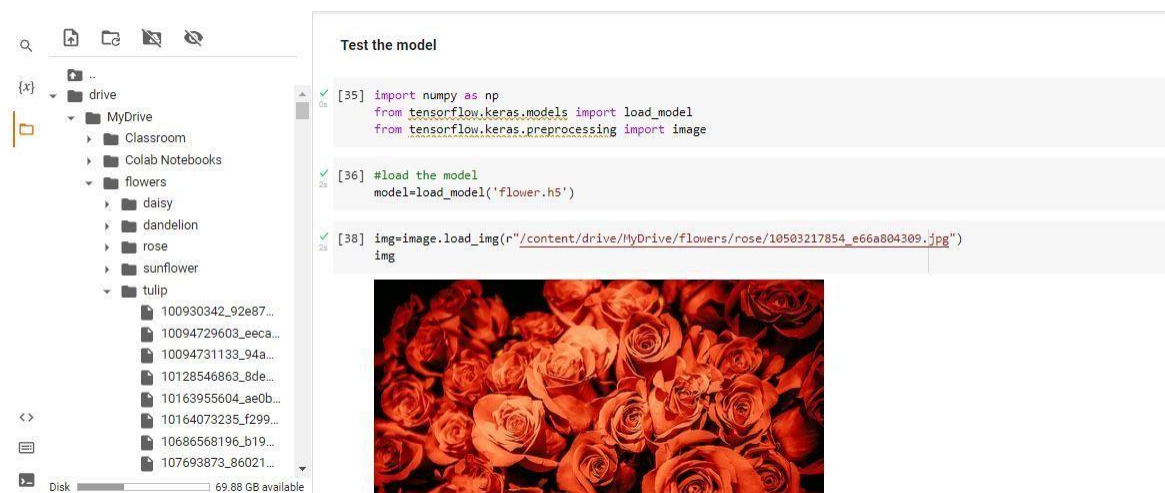 {x}
..
drive
MyDrive
Classroom
Colab Notebooks
flowers
daisy
dandelion
rose
sunflower
tulip
100930342_92e87...
10094729603_eeca...
10094731133_94a...
10128546863_8de...
10163955604_ae0b...
10164073235_f299...
10686568196_b19...
107693873_86021...
Disk 69.88 GB available
Test the model
[35] import numpy as np
0s
from tensorflow.keras.models import load_model
from tensorflow.keras.preprocessing import image
[36] #load the model
2s
model=load_model('flower.h5')
[38] img=image.load_img(r"/content/drive/MyDrive/flowers/rose/10503217854_e66a804309.jpg")
2s
img